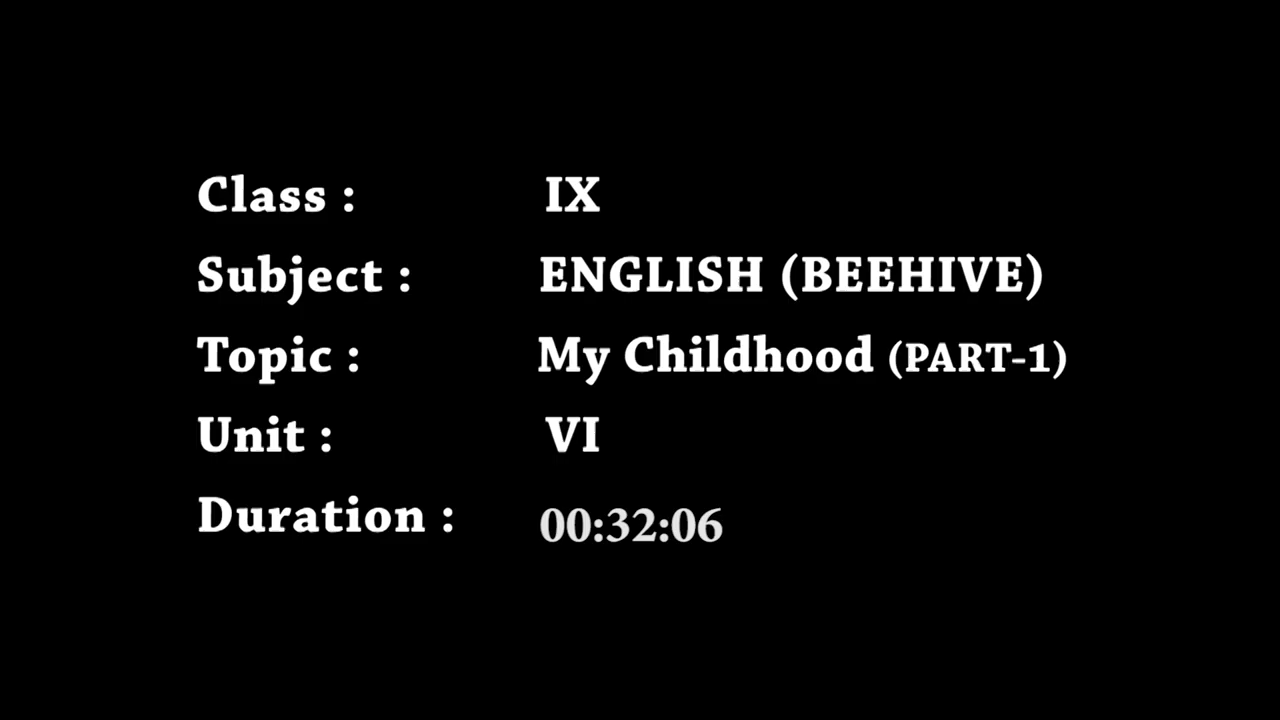 Class : IX
Subject : ENGLISH (BEEHIVE)
Topic : My Childhood (PART-1)
Unit : VI
Duration : 00:32:06